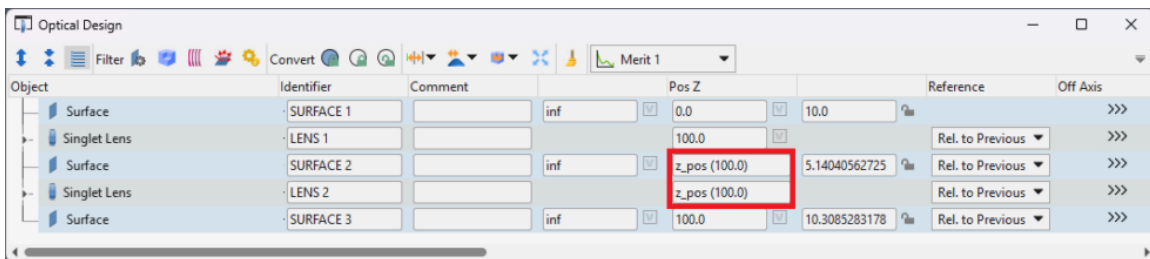 Optical Design
Filter Convert Merit 1
Object Identifier Comment Pos Z Reference Off Axis
Surface SURFACE 1 inf V 0.0 V 10.0 >>>
Singlet Lens LENS 1 100.0 V Rel. to Previous >>>
Surface SURFACE 2 inf V z_pos (100.0) 5.14040562725 Rel. to Previous >>>
Singlet Lens LENS 2 z_pos (100.0) Rel. to Previous >>>
Surface SURFACE 3 inf V 100.0 V 10.3085283178 Rel. to Previous >>>